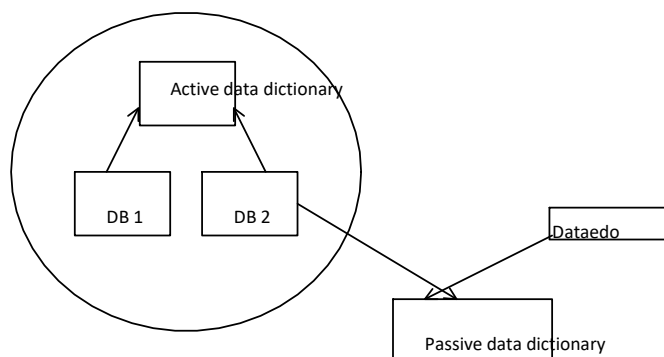 Active data dictionary
DB 1
DB 2
Dataedo
Passive data dictionary